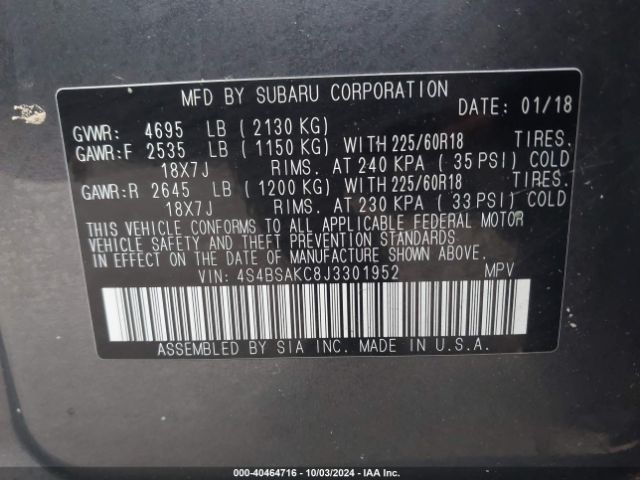 MFD BY SUBARU CORPORATION
DATE: 01/18
GVWR: 4695 LB ( 2130 KG)
GAWR:F 2535 LB ( 1150 KG) WITH 225/60R18 TIRES.
18X7J RIMS. AT 240 KPA ( 35 PSI) COLD
GAWR:R 2645 LB ( 1200 KG) WITH 225/60R18 TIRES.
18X7J RIMS. AT 230 KPA ( 33 PSI) COLD
THIS VEHICLE CONFORMS TO ALL APPLICABLE FEDERAL MOTOR
VEHICLE SAFETY AND THEFT PREVENTION STANDARDS IN
EFFECT ON THE DATE OF MANUFACTURE SHOWN ABOVE.
VIN: 4S4BSAKC8J3301952 MPV
ASSEMBLED BY SIA INC. MADE IN U.S.A.
000-40464716 - 10/03/2024 - IAA Inc.